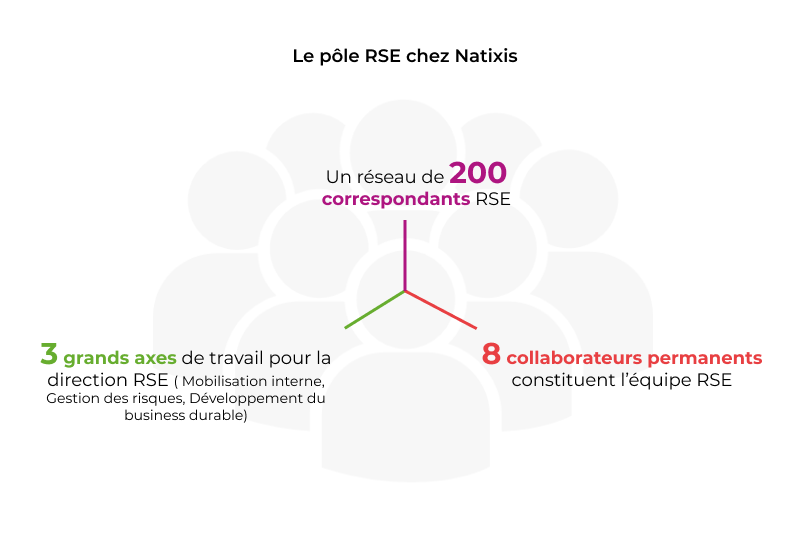 Le pôle RSE chez Natixis
Un réseau de 200
correspondants RSE
3 grands axes de travail pour la
direction RSE ( Mobilisation interne,
Gestion des risques, Développement du
business durable)
8 collaborateurs permanents
constituent l’équipe RSE